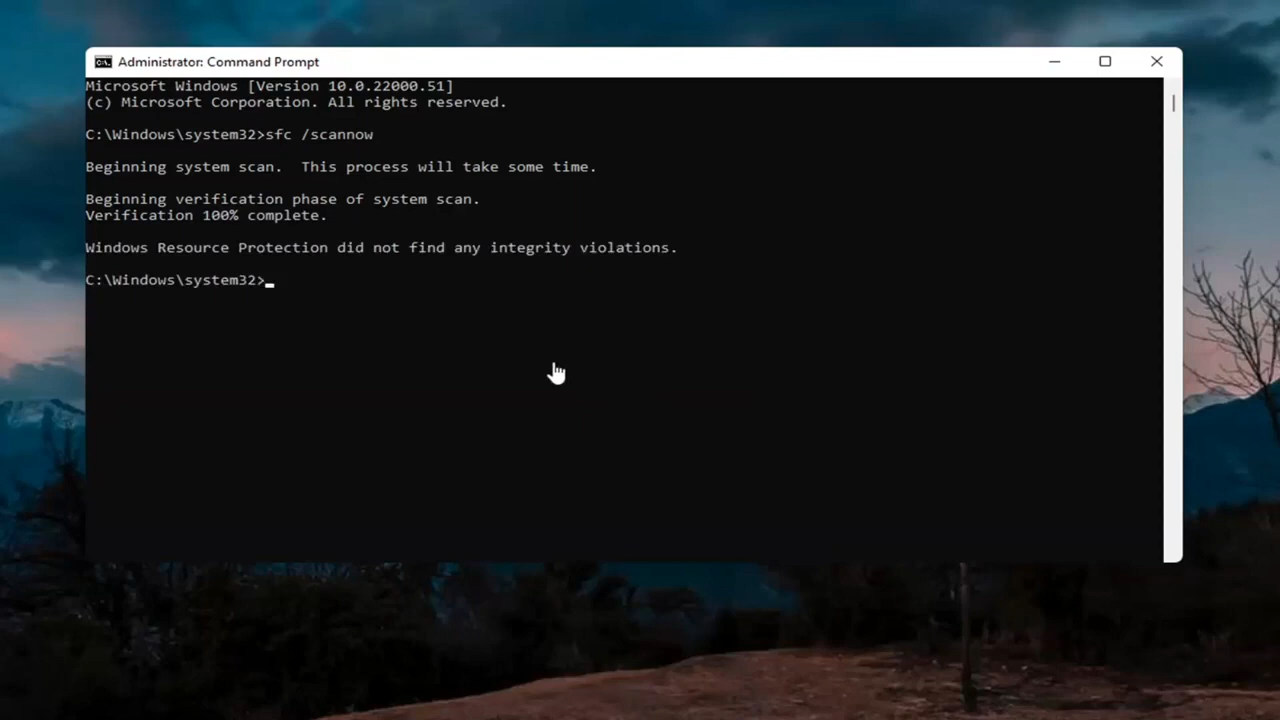 Administrator: Command Prompt
Microsoft Windows [Version 10.0.22000.51]
(c) Microsoft Corporation. All rights reserved.
C:\Windows\system32>sfc /scannow
Beginning system scan.  This process will take some time.
Beginning verification phase of system scan.
Verification 100% complete.
Windows Resource Protection did not find any integrity violations.
C:\Windows\system32>